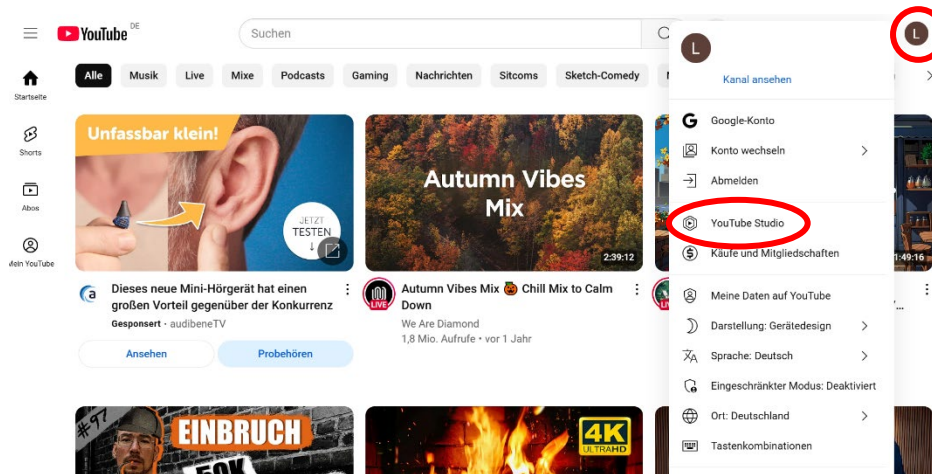 YouTube DE
Suchen
L
L
Kanal ansehen
Startseite
Shorts
Abos
Mein YouTube
Alle
Musik
Live
Mixe
Podcasts
Gaming
Nachrichten
Sitcoms
Sketch-Comedy
Unfassbar klein!
JETZT
TESTEN
Dieses neue Mini-Hörgerät hat einen
großen Vorteil gegenüber der Konkurrenz
Gesponsert · audibeneTV
Ansehen
Probehören
Autumn Vibes
Mix
2:39:12
LIVE
Autumn Vibes Mix 🎃 Chill Mix to Calm
Down
We Are Diamond
1,8 Mio. Aufrufe • vor 1 Jahr
1:49:16
Google-Konto
Konto wechseln
Abmelden
YouTube Studio
Käufe und Mitgliedschaften
Meine Daten auf YouTube
Darstellung: Gerätedesign
Sprache: Deutsch
Eingeschränkter Modus: Deaktiviert
Ort: Deutschland
Tastenkombinationen
#97
EINBRUCH
50K
4K
ULTRAHD